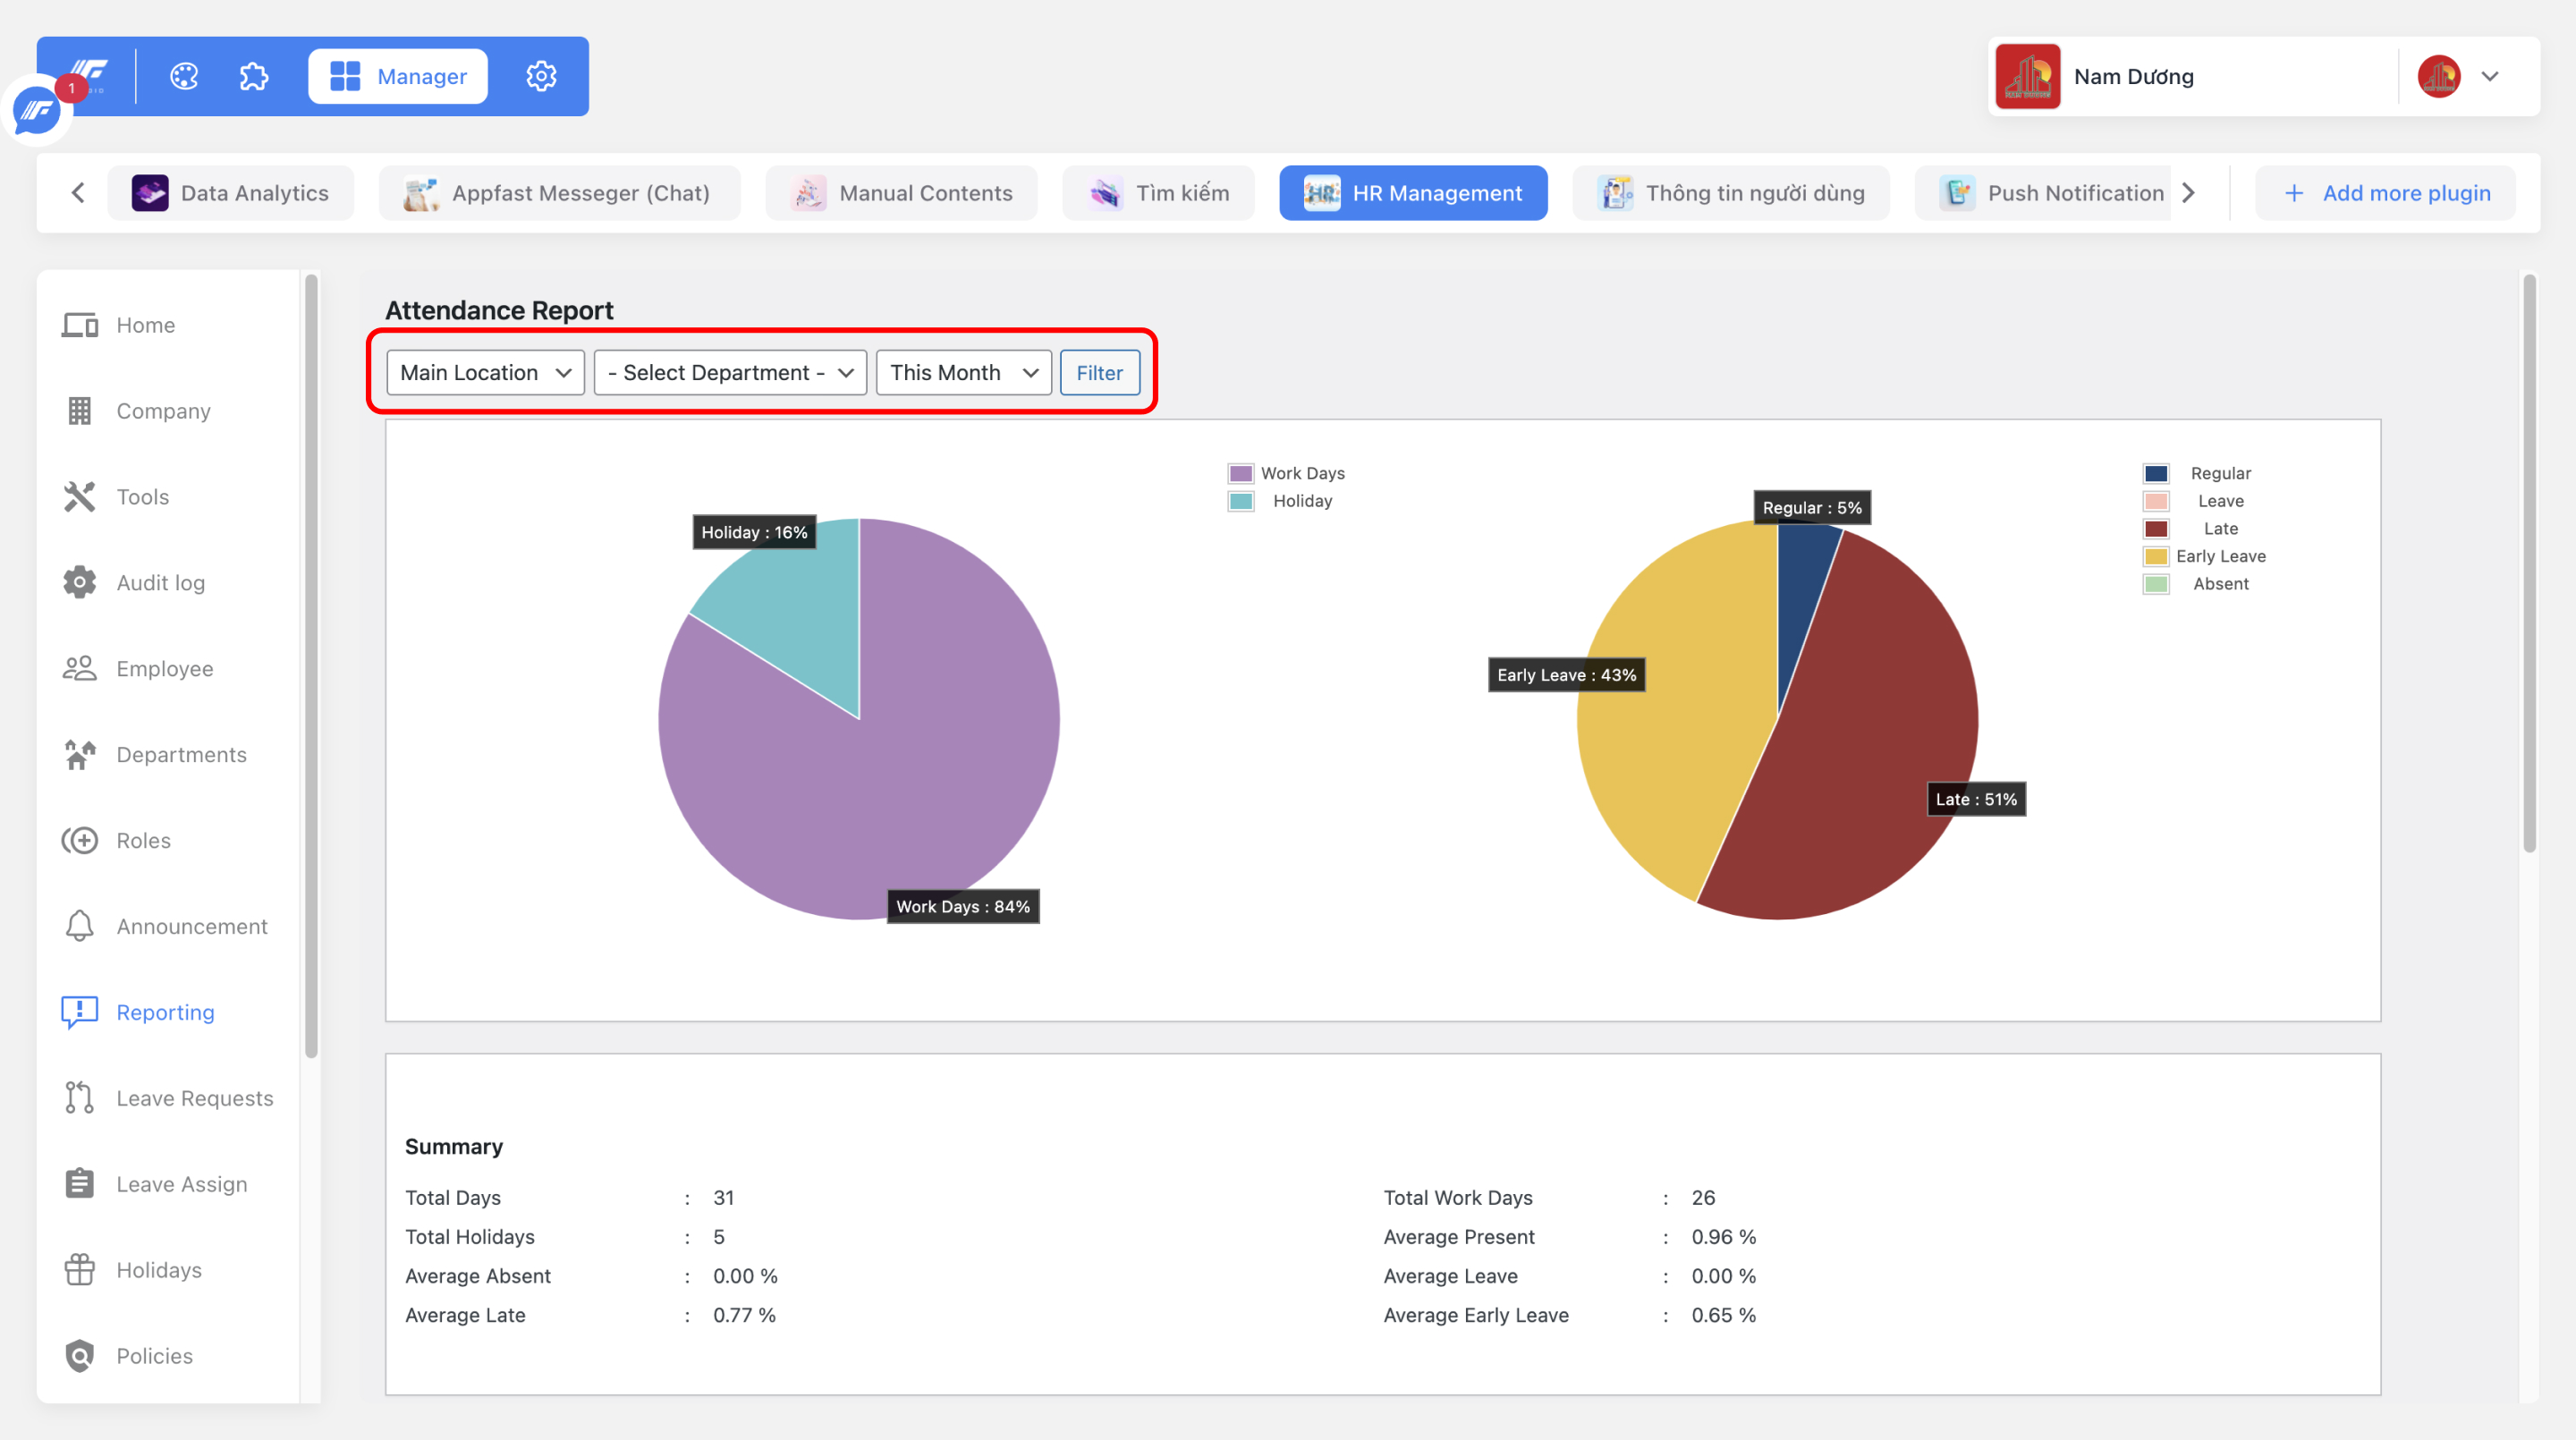 1
Manager
Nam Dương
Data Analytics
Appfast Messeger (Chat)
Manual Contents
Tìm kiếm
HR Management
Thông tin người dùng
Push Notification
+ Add more plugin
Home
Company
Tools
Audit log
Employee
Departments
Roles
Announcement
Reporting
Leave Requests
Leave Assign
Holidays
Policies
Attendance Report
Main Location
- Select Department -
This Month
Filter
Work Days
Holiday
Holiday : 16%
Work Days : 84%
Regular
Leave
Late
Early Leave
Absent
Regular : 5%
Early Leave : 43%
Late : 51%
Summary
Total Days : 31
Total Work Days : 26
Total Holidays : 5
Average Present : 0.96 %
Average Absent : 0.00 %
Average Leave : 0.00 %
Average Late : 0.77 %
Average Early Leave : 0.65 %